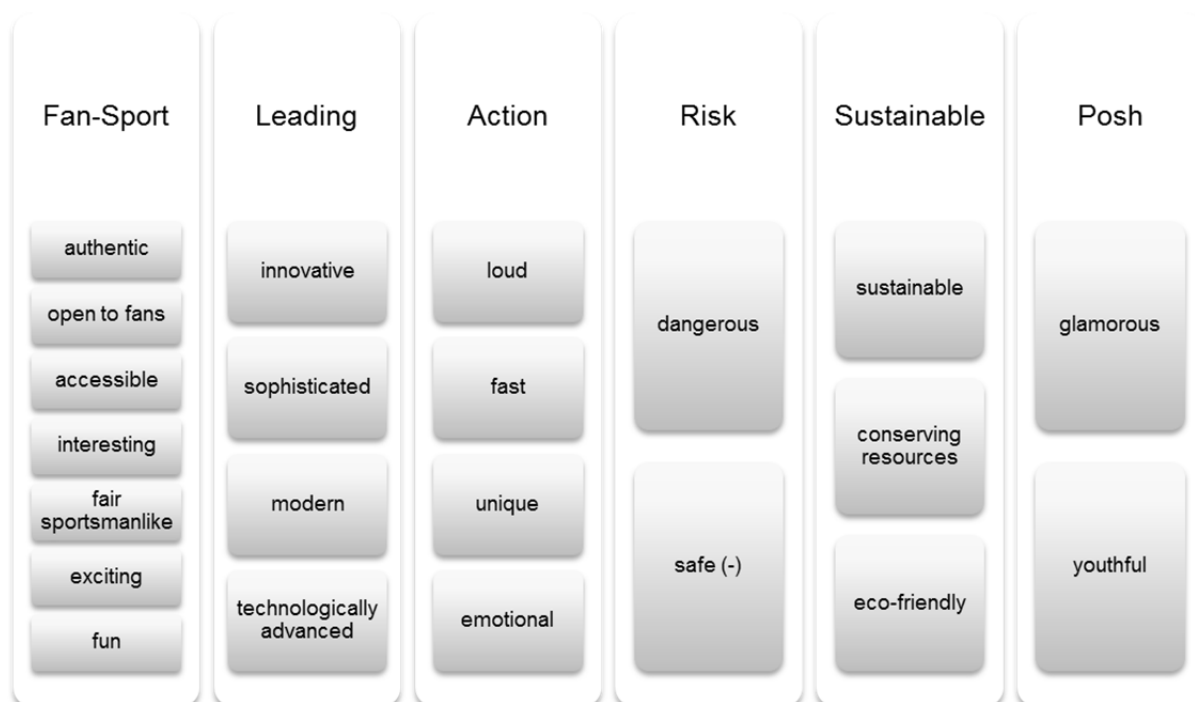 Fan-Sport
authentic
open to fans
accessible
interesting
fair
sportsmanlike
exciting
fun
Leading
innovative
sophisticated
modern
technologically
advanced
Action
loud
fast
unique
emotional
Risk
dangerous
safe (-)
Sustainable
sustainable
conserving
resources
eco-friendly
Posh
glamorous
youthful